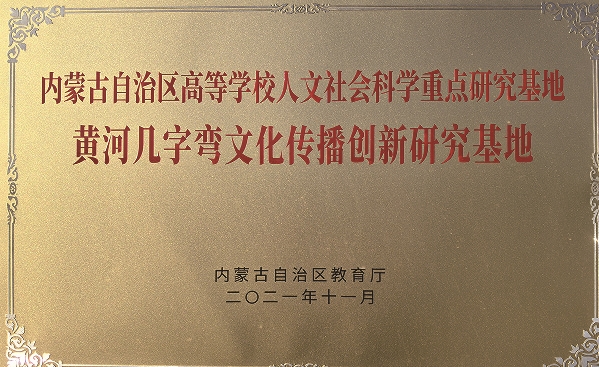 内蒙古自治区高等学校人文社会科学重点研究基地
黄河几字弯文化传播创新研究基地
内蒙古自治区教育厅
二〇二一年十一月